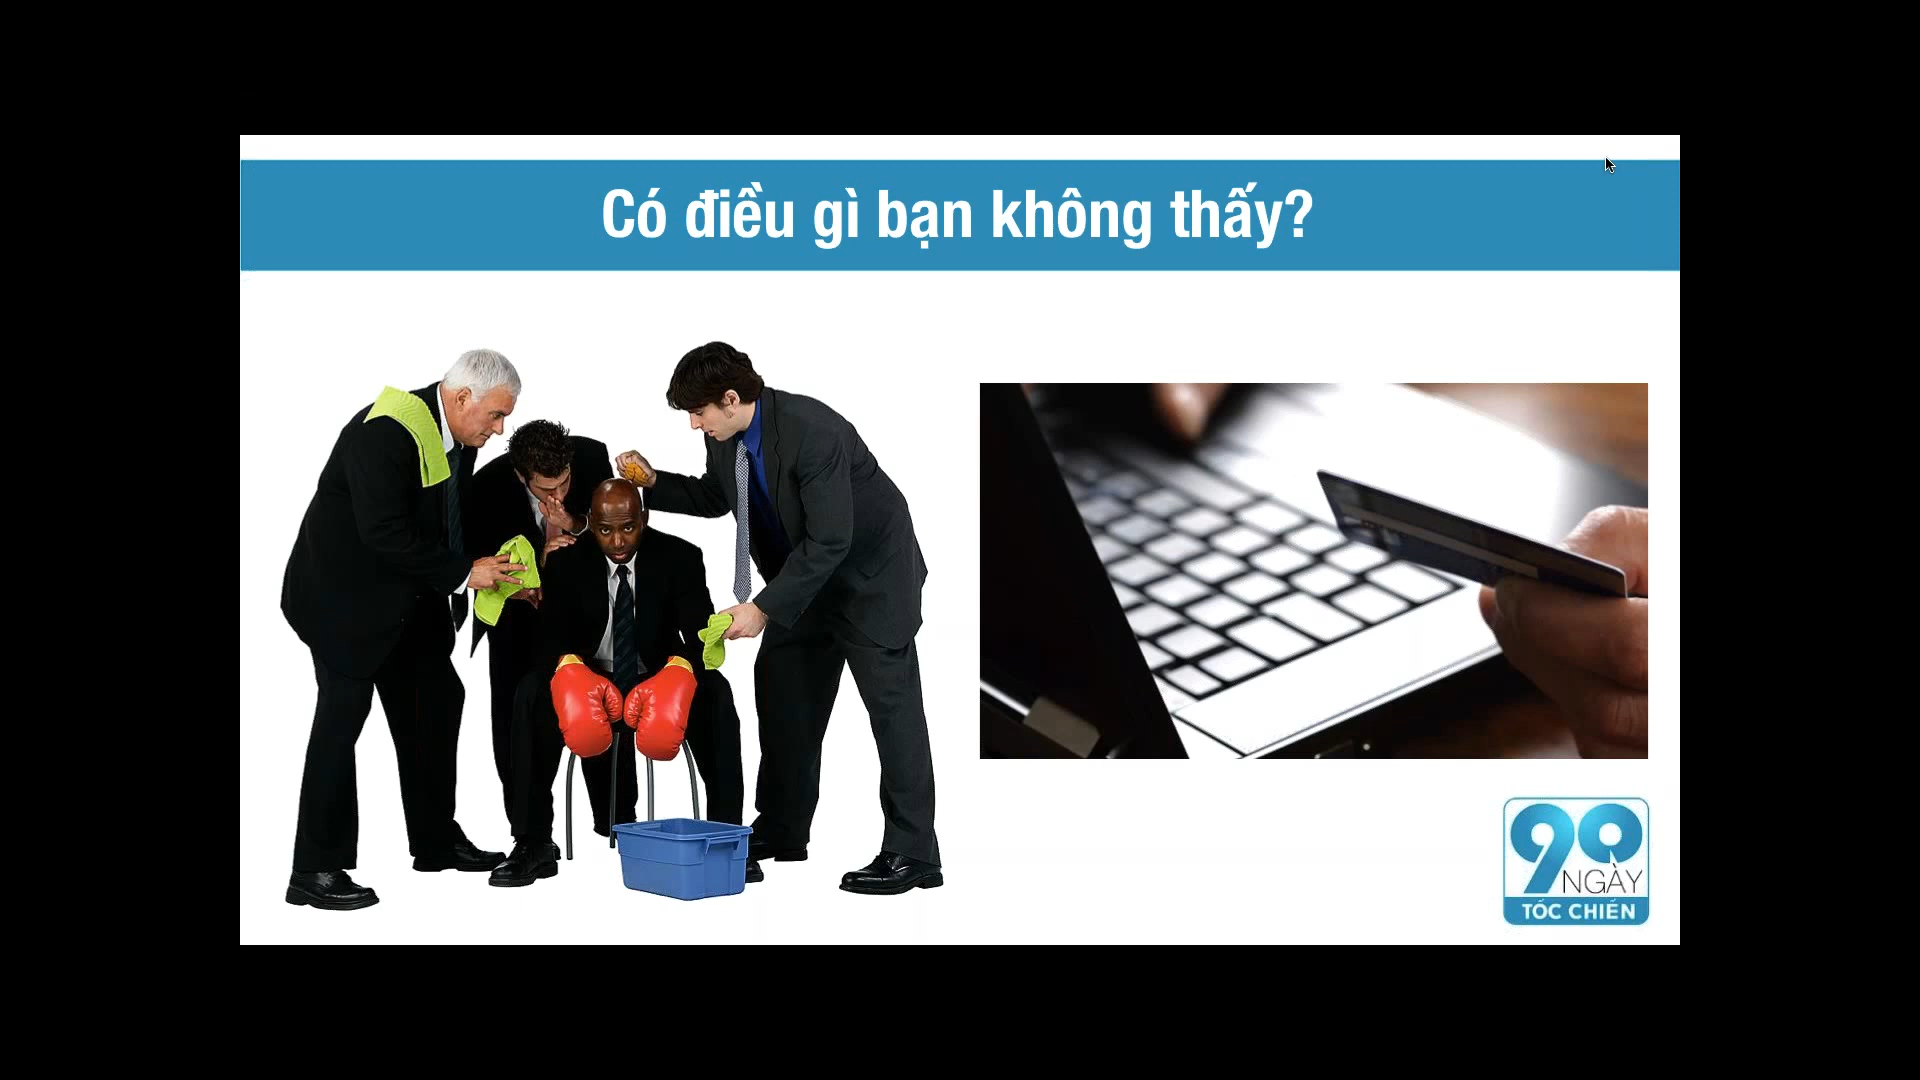 Có điều gì bạn không thấy?
90
NGÀY
TỐC CHIẾN